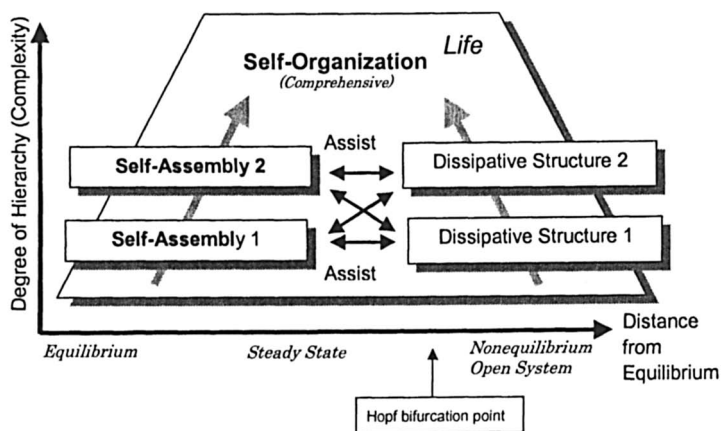 Degree of Hierarchy (Complexity)
Life
Self-Organization
(Comprehensive)
Assist
Self-Assembly 2
Dissipative Structure 2
Self-Assembly 1
Dissipative Structure 1
Assist
Equilibrium
Steady State
Nonequilibrium
Open System
Distance
from
Equilibrium
Hopf bifurcation point